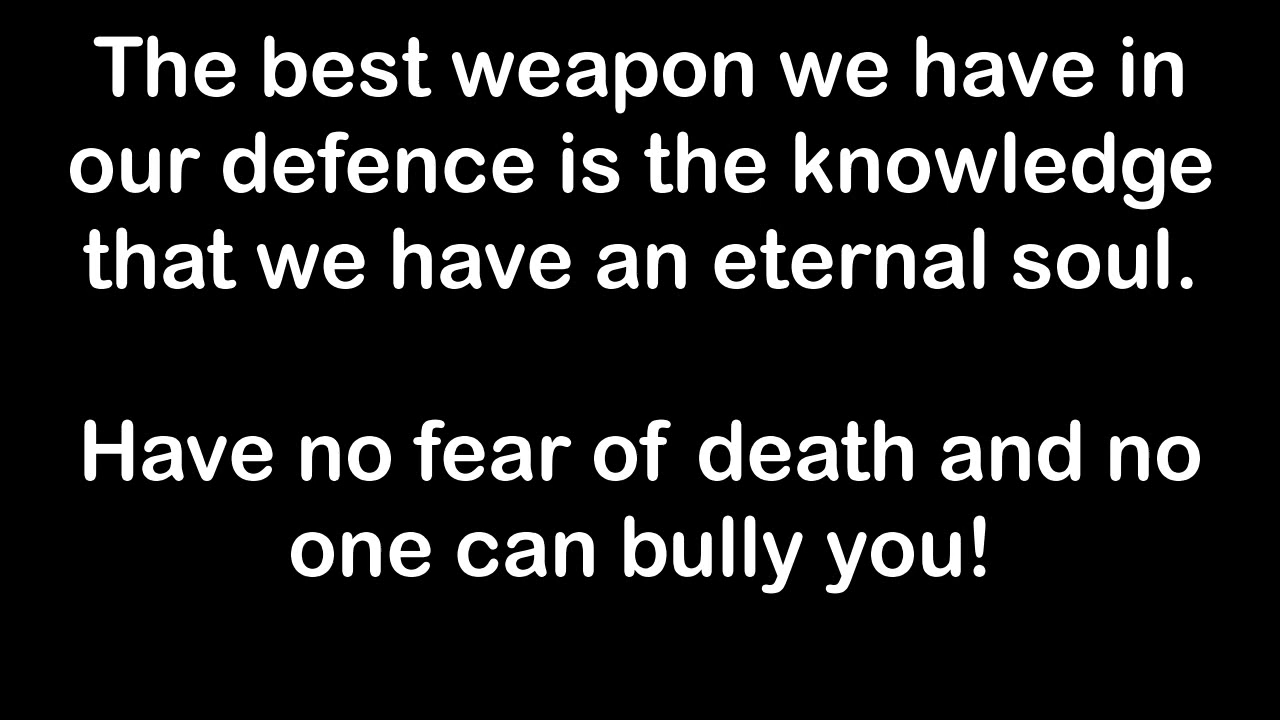 The best weapon we have in
our defence is the knowledge
that we have an eternal soul.
Have no fear of death and no
one can bully you!